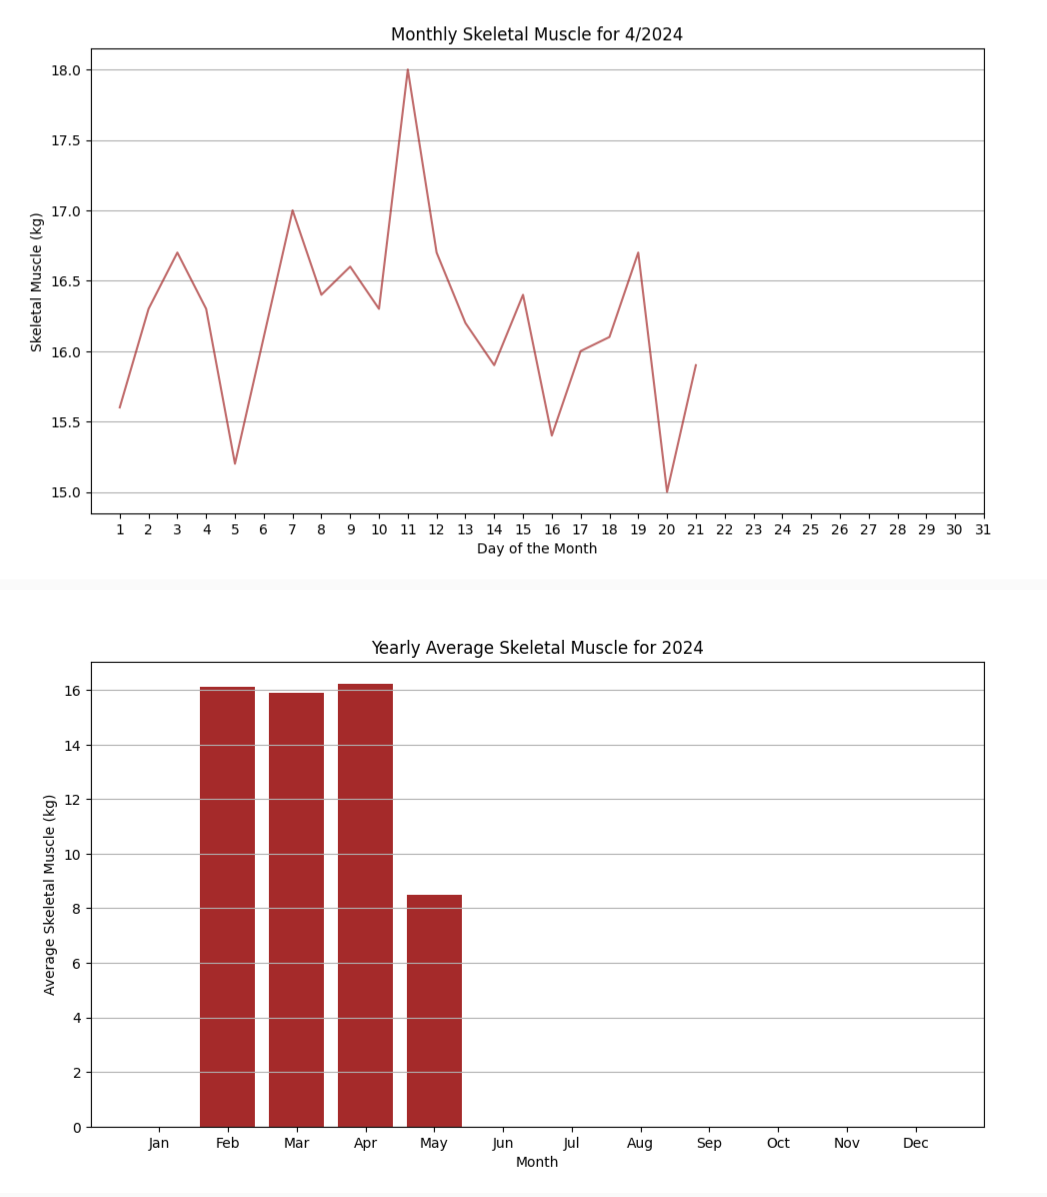 Monthly Skeletal Muscle for 4/2024
Skeletal Muscle (kg)
18.0
17.5
17.0
16.5
16.0
15.5
15.0
1 2 3 4 5 6 7 8 9 10 11 12 13 14 15 16 17 18 19 20 21 22 23 24 25 26 27 28 29 30 31
Day of the Month
Yearly Average Skeletal Muscle for 2024
Average Skeletal Muscle (kg)
16
14
12
10
8
6
4
2
0
Jan Feb Mar Apr May Jun Jul Aug Sep Oct Nov Dec
Month